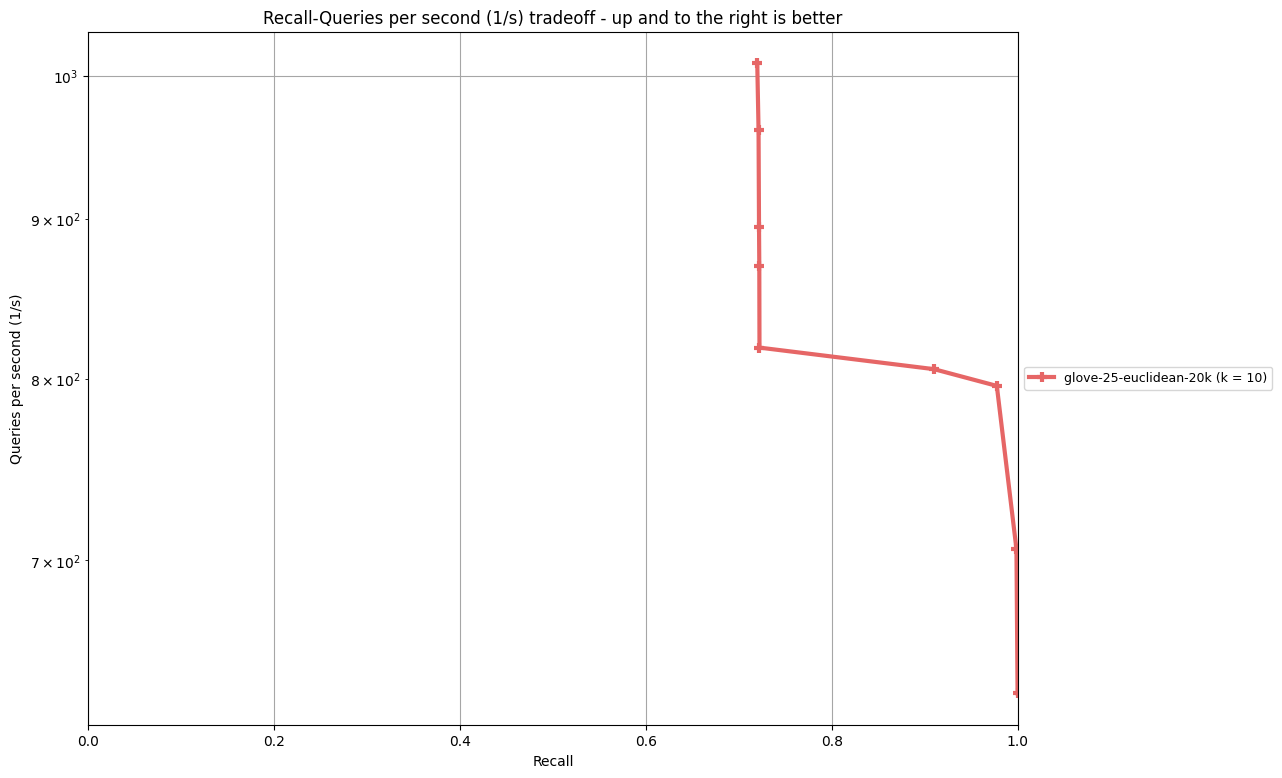 Recall-Queries per second (1/s) tradeoff - up and to the right is better
10³
9 × 10²
8 × 10²
7 × 10²
Queries per second (1/s)
glove-25-euclidean-20k (k = 10)
0.0 0.2 0.4 0.6 0.8 1.0
Recall